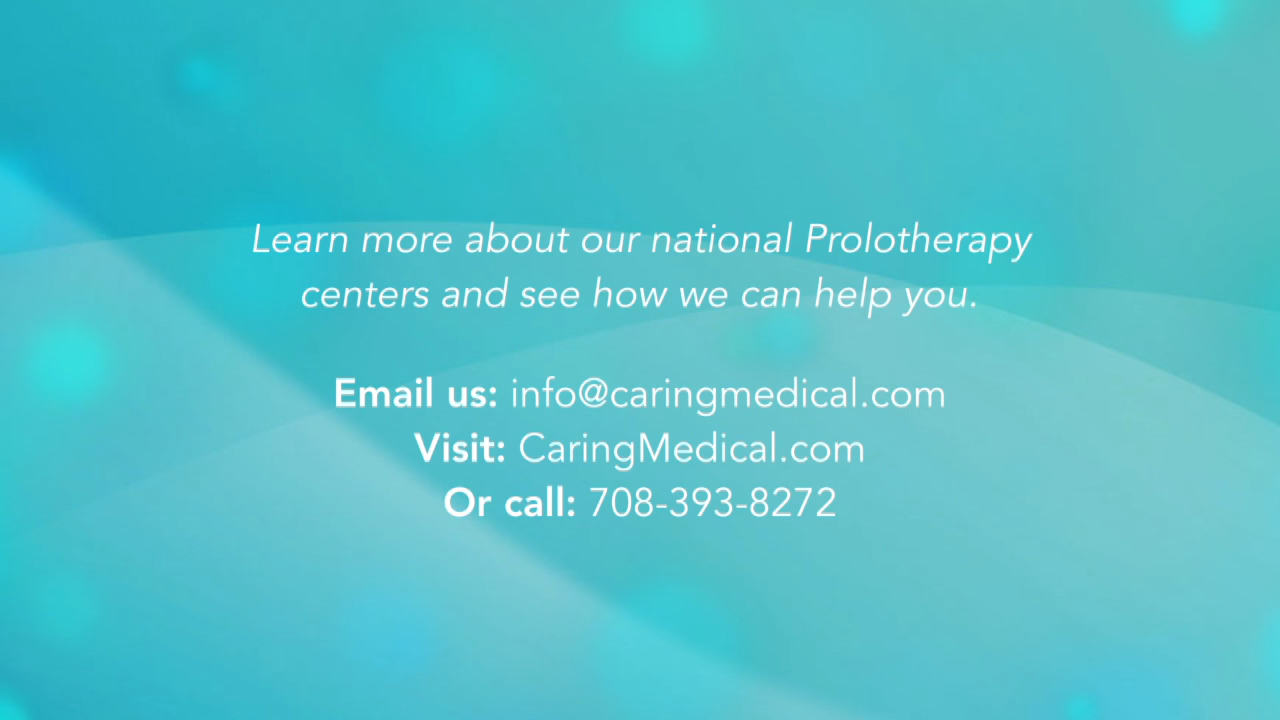 Learn more about our national Prolotherapy
centers and see how we can help you.
Email us: info@caringmedical.com
Visit: CaringMedical.com
Or call: 708-393-8272